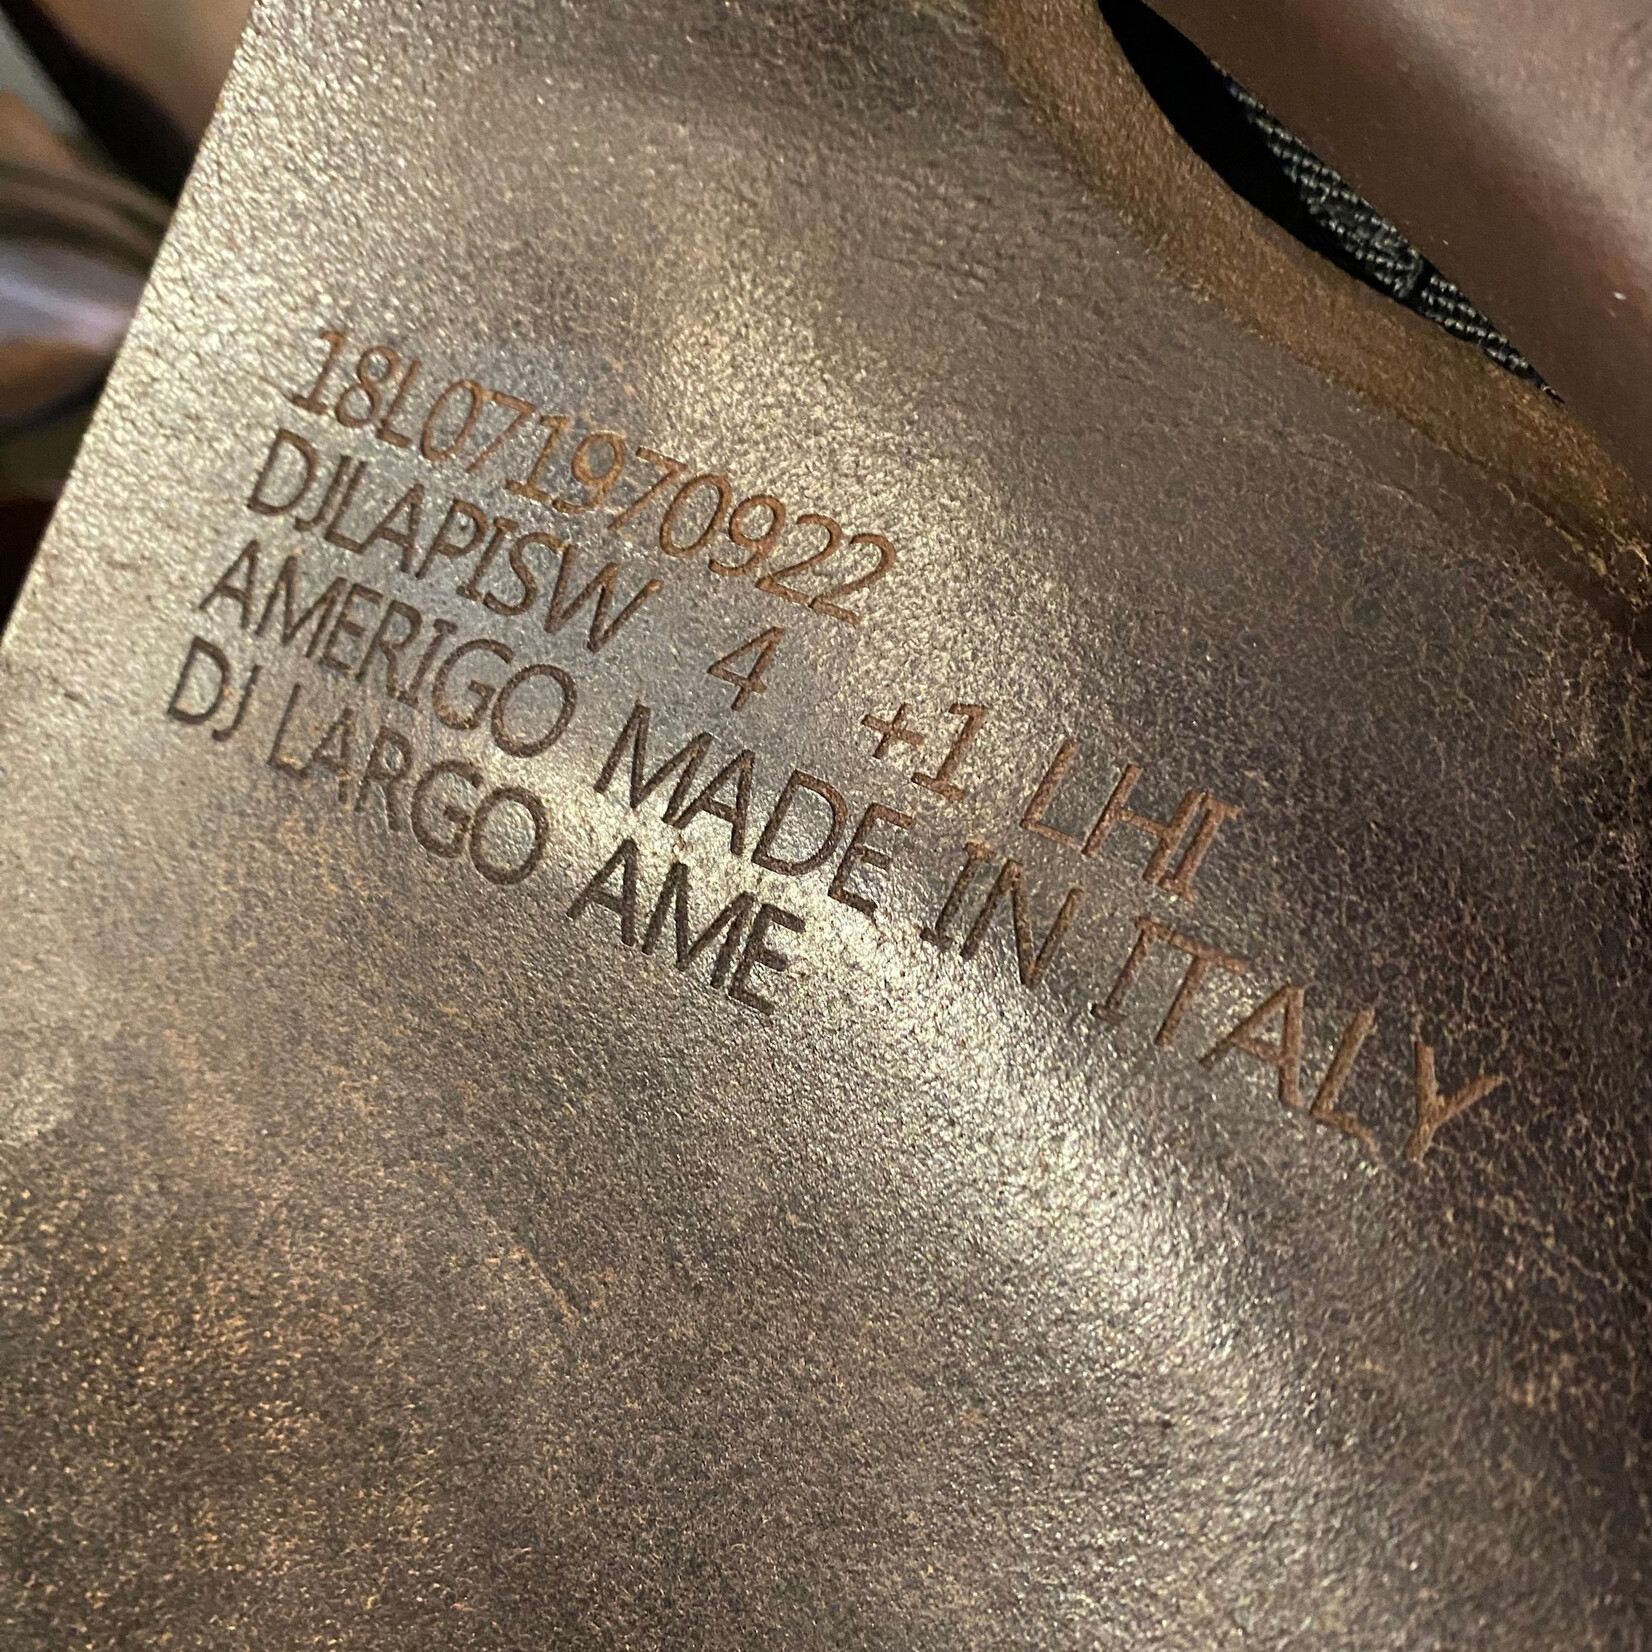 18L071970922
DJLAPISW 4 +1 LHI
AMERIGO MADE IN ITALY
DJ LARGO AME